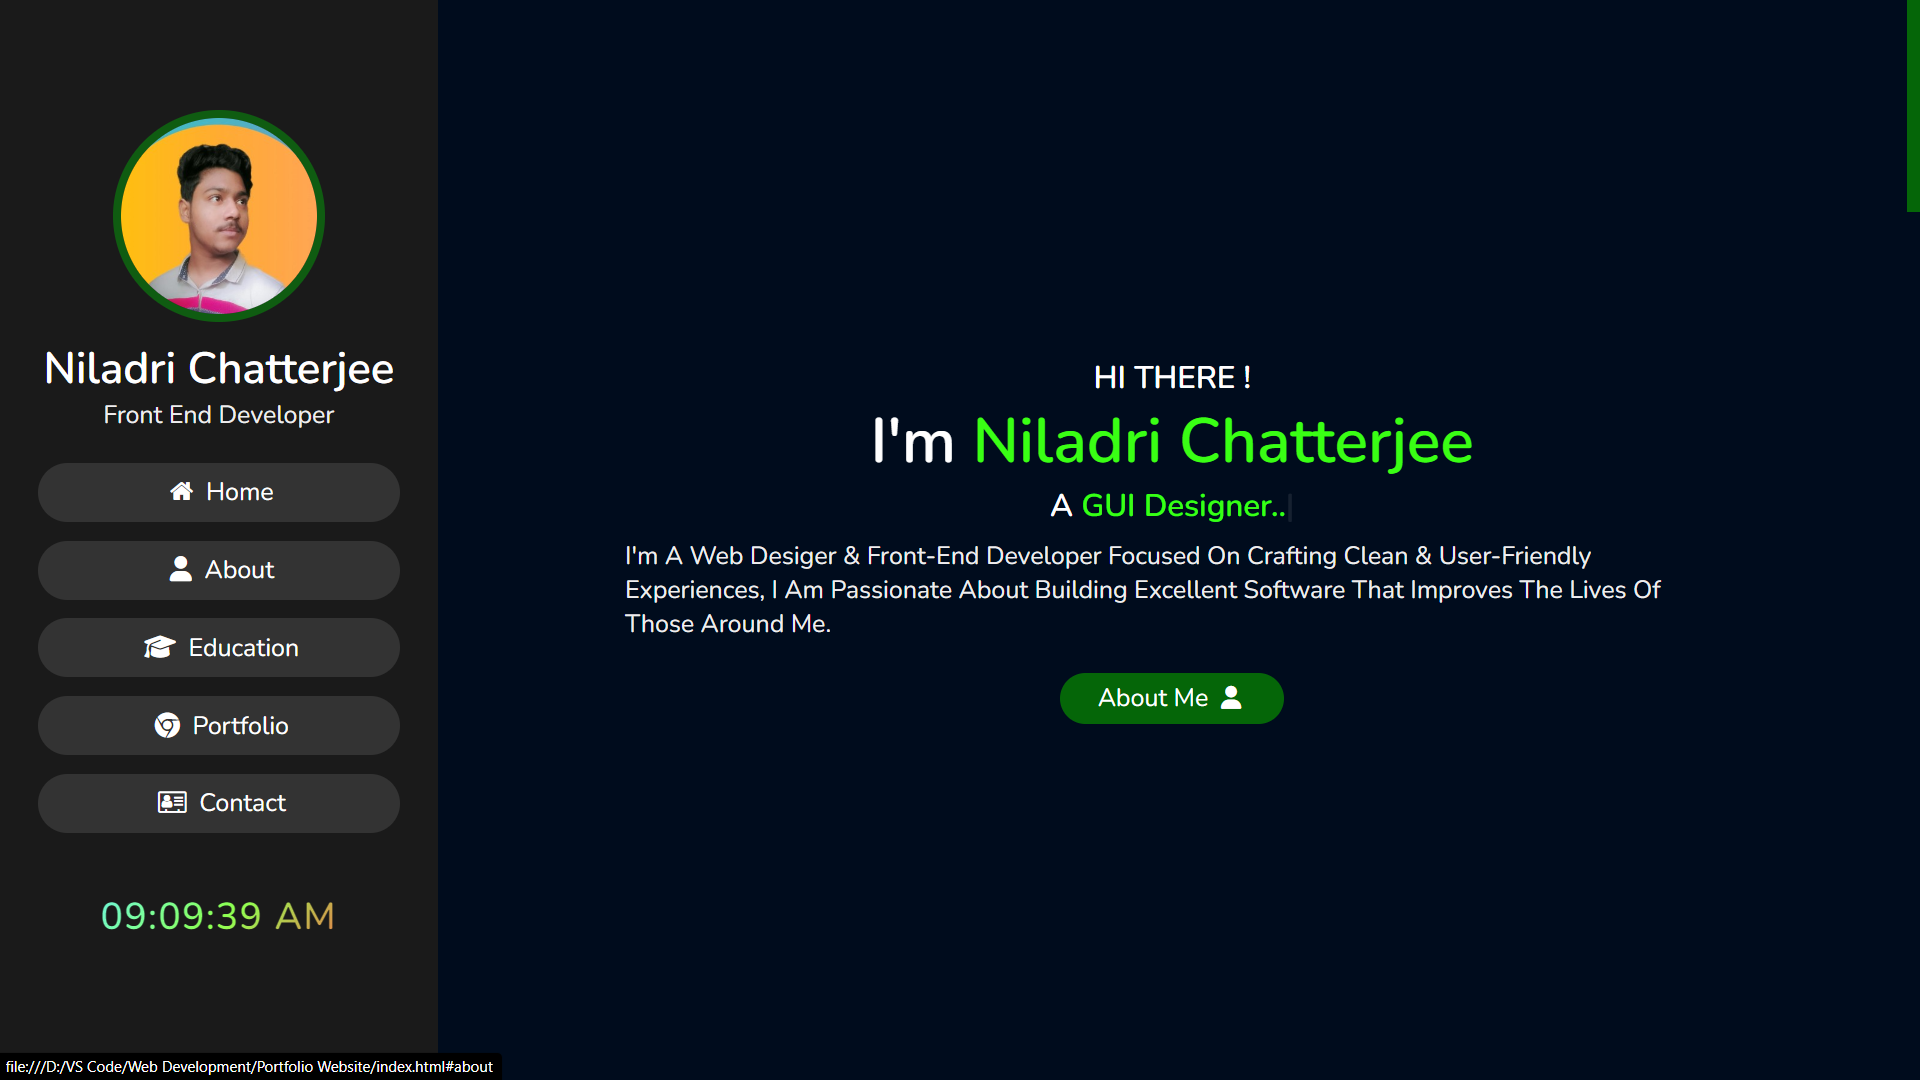 Niladri Chatterjee
Front End Developer
Home
About
Education
Portfolio
Contact
09:09:39 AM
HI THERE !
I'm Niladri Chatterjee
A GUI Designer..|
I'm A Web Desiger & Front-End Developer Focused On Crafting Clean & User-Friendly
Experiences, I Am Passionate About Building Excellent Software That Improves The Lives Of
Those Around Me.
About Me
file:///D:/VS Code/Web Development/Portfolio Website/index.html#about